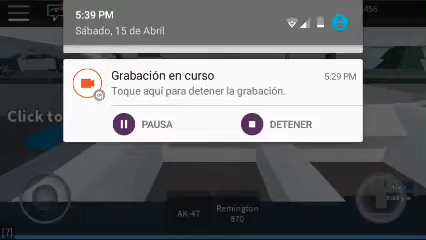 5:39 PM
Sábado, 15 de Abril
456
Grabación en curso
5:29 PM
Toque aquí para detener la grabación.
PAUSA
DETENER
Click to
AK-47
Remington
870
[?]